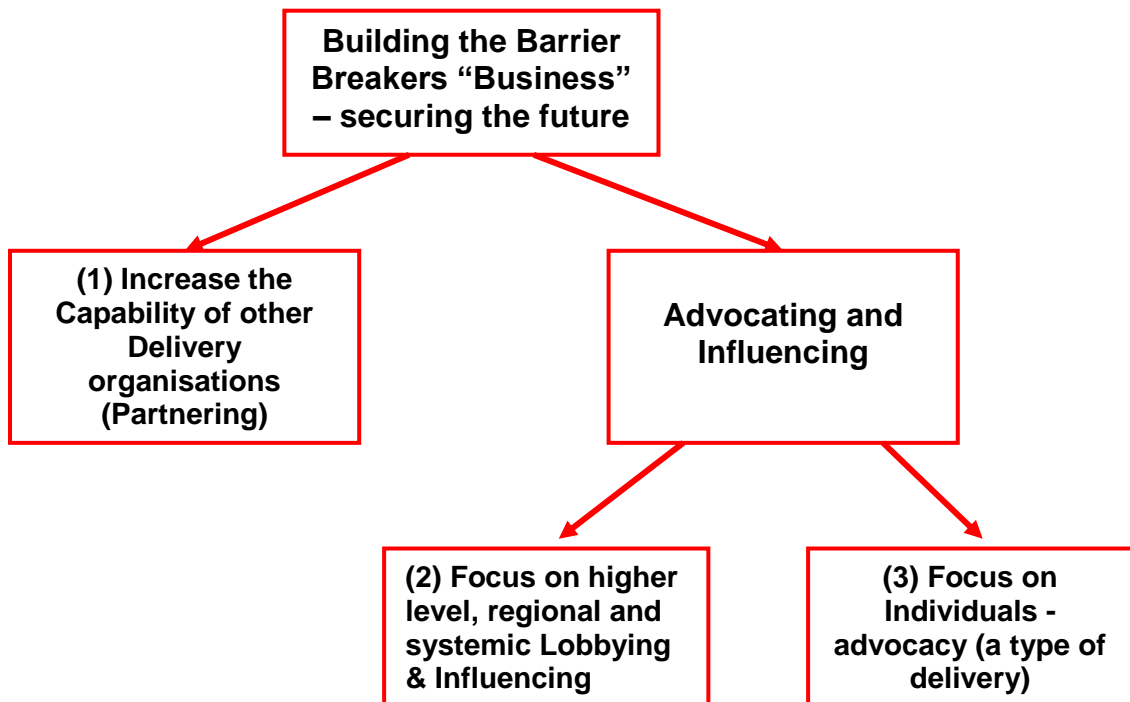 Building the Barrier
Breakers “Business”
– securing the future
(1) Increase the
Capability of other
Delivery
organisations
(Partnering)
Advocating and
Influencing
(2) Focus on higher
level, regional and
systemic Lobbying
& Influencing
(3) Focus on
Individuals -
advocacy (a type of
delivery)